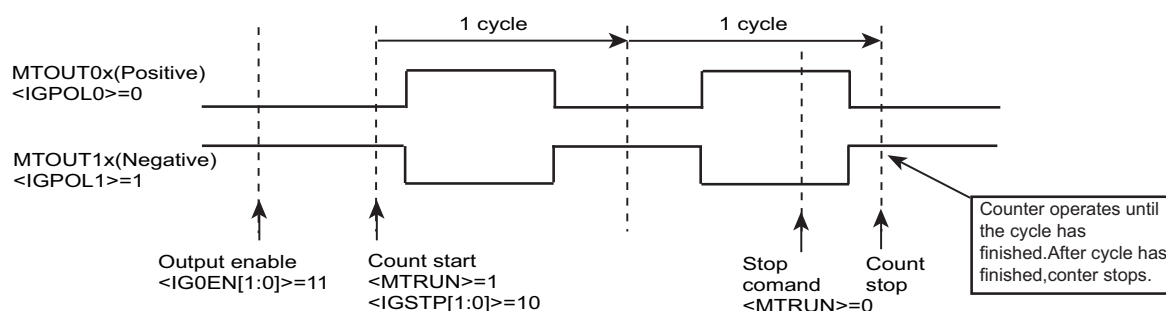 1 cycle
1 cycle
MTOUT0x(Positive)
<IGPOL0>=0
MTOUT1x(Negative)
<IGPOL1>=1
Output enable
<IG0EN[1:0]>=11
Count start
<MTRUN>=1
<IGSTP[1:0]>=10
Stop
comand
<MTRUN>=0
Count
stop
Counter operates until
the cycle has
finished.After cycle has
finished,conter stops.